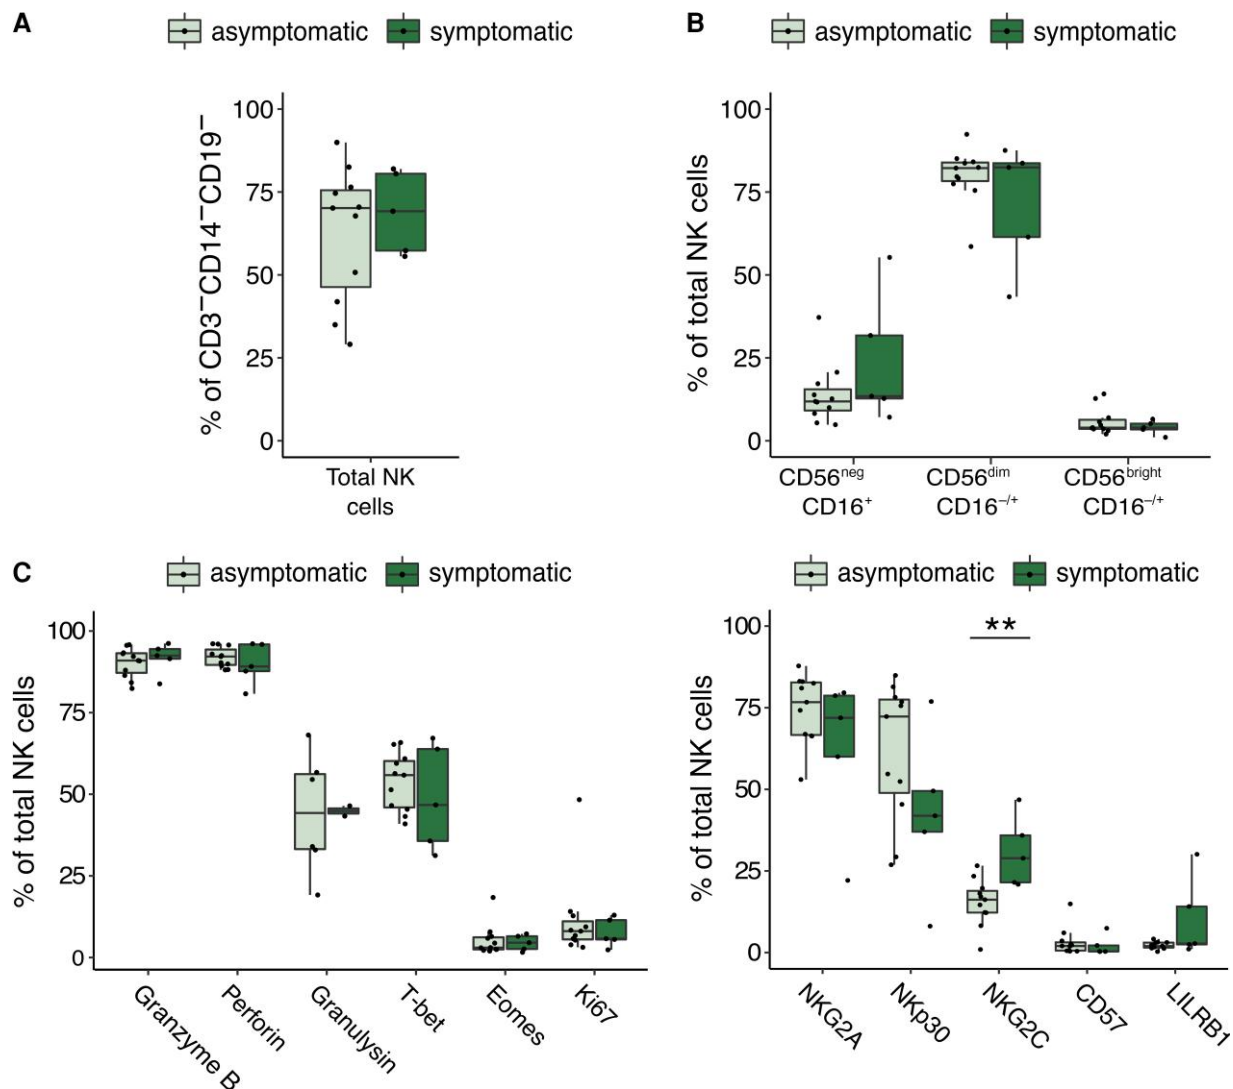 A
asymptomatic symptomatic
% of CD3⁻CD14⁻CD19⁻
100
75
50
25
0
Total NK
cells
B
asymptomatic symptomatic
% of total NK cells
100
75
50
25
0
CD56neg CD56dim CD56bright
CD16⁺ CD16⁻/⁺ CD16⁻/⁺
C
asymptomatic symptomatic
% of total NK cells
100
75
50
25
0
Granzyme B
Perforin
Granulysin
T-bet
Eomes
Ki67
asymptomatic symptomatic
% of total NK cells
100
75
50
25
0
**
NKG2A
NKp30
NKG2C
CD57
LILRB1